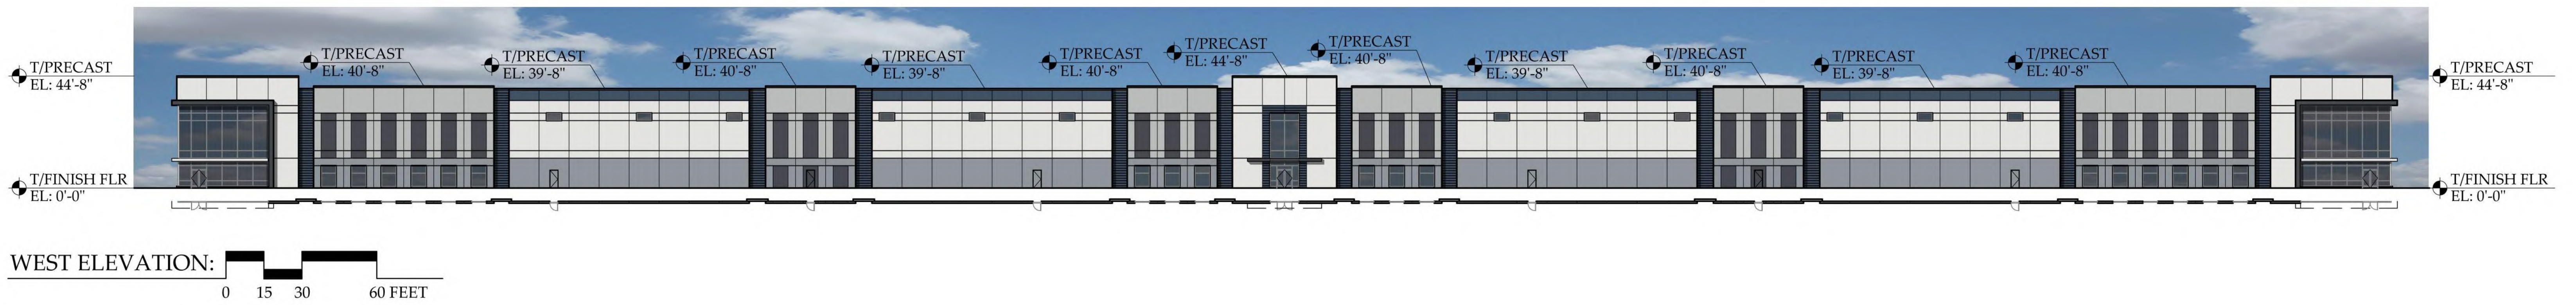 T/PRECAST
EL: 44'-8"
T/PRECAST
EL: 40'-8"
T/PRECAST
EL: 39'-8"
T/PRECAST
EL: 40'-8"
T/PRECAST
EL: 39'-8"
T/PRECAST
EL: 40'-8"
T/PRECAST
EL: 44'-8"
T/PRECAST
EL: 40'-8"
T/PRECAST
EL: 39'-8"
T/PRECAST
EL: 40'-8"
T/PRECAST
EL: 39'-8"
T/PRECAST
EL: 40'-8"
T/PRECAST
EL: 44'-8"
T/FINISH FLR
EL: 0'-0"
T/FINISH FLR
EL: 0'-0"
WEST ELEVATION:
0 15 30 60 FEET